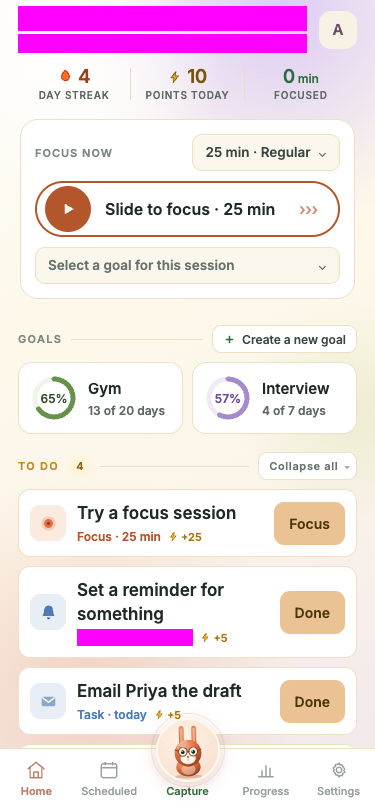 A
4
DAY STREAK
10
POINTS TODAY
0 min
FOCUSED
FOCUS NOW
25 min · Regular
Slide to focus · 25 min
›››
Select a goal for this session
GOALS
+ Create a new goal
65%
Gym
13 of 20 days
57%
Interview
4 of 7 days
TO DO 4
Collapse all
Try a focus session
Focus · 25 min +25
Focus
Set a reminder for
something
+5
Done
Email Priya the draft
Task · today +5
Done
Home
Scheduled
Capture
Progress
Settings